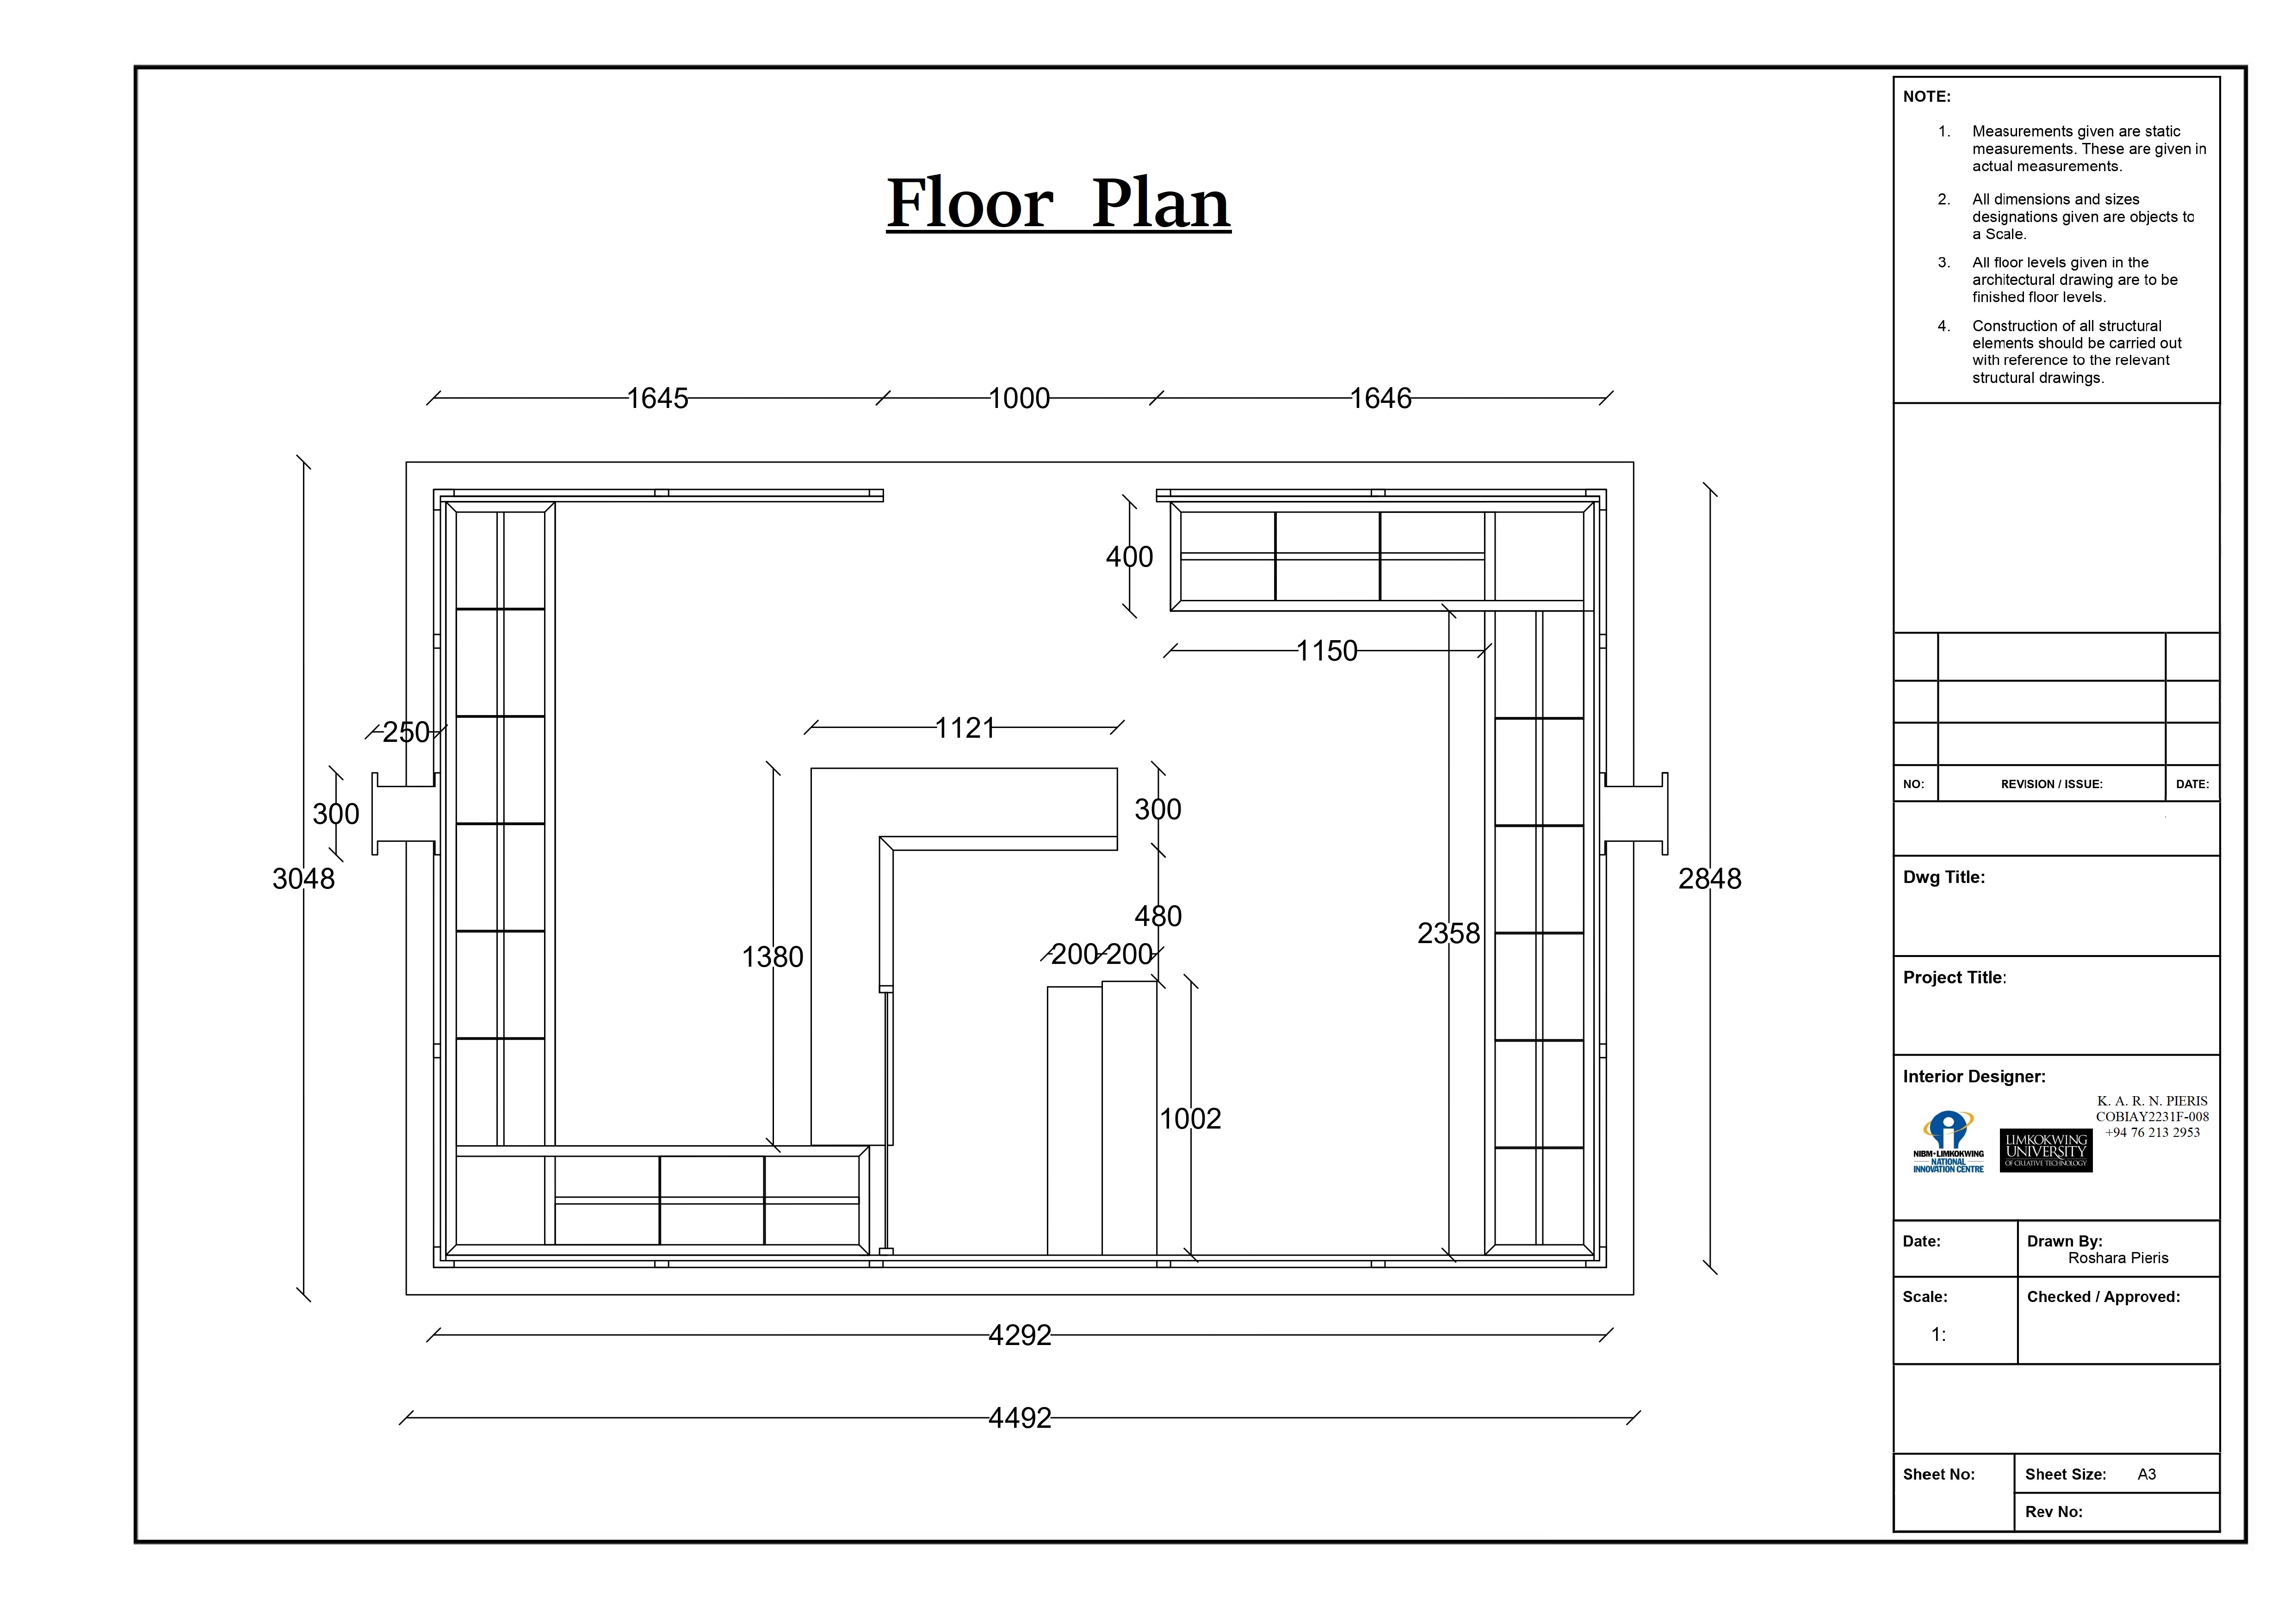 Floor Plan
1645
1000
1646
400
1150
250
1121
300
300
3048
2848
480
200
200
2358
1380
1002
4292
4492
NOTE:
1. Measurements given are static
measurements. These are given in
actual measurements.
2. All dimensions and sizes
designations given are objects to
a Scale.
3. All floor levels given in the
architectural drawing are to be
finished floor levels.
4. Construction of all structural
elements should be carried out
with reference to the relevant
structural drawings.
NO: REVISION / ISSUE: DATE:
Dwg Title:
Project Title:
Interior Designer:
K. A. R. N. PIERIS
COBIAY2231F-008
+94 76 213 2953
NIBM-LIMKOKWING
NATIONAL
INNOVATION CENTRE
LIMKOKWING
UNIVERSITY
OF CREATIVE TECHNOLOGY
Date:
Drawn By:
Roshara Pieris
Scale:
1:
Checked / Approved:
Sheet No:
Sheet Size: A3
Rev No: